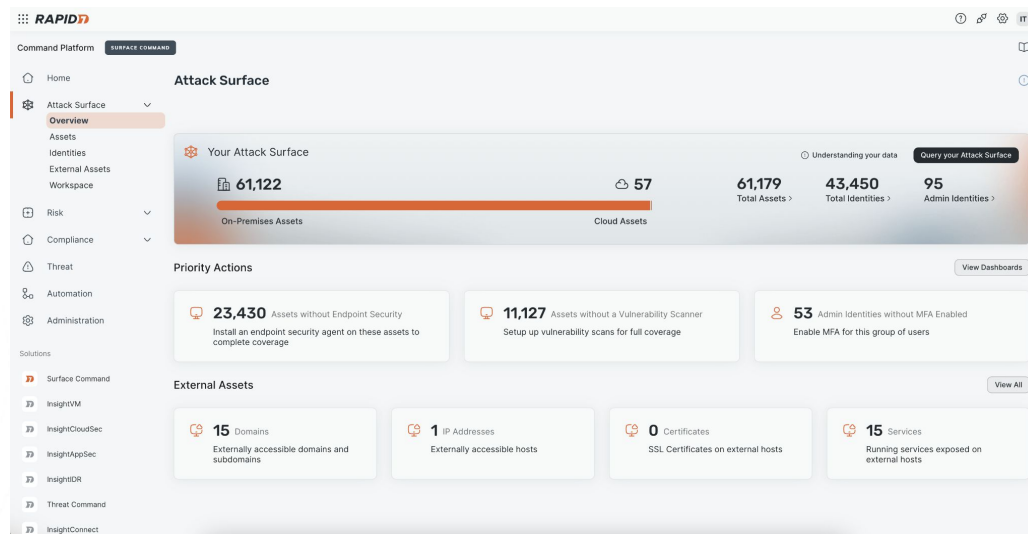 RAPID7
IT
Command Platform
SURFACE COMMAND
Home
Attack Surface
Overview
Assets
Identities
External Assets
Workspace
Risk
Compliance
Threat
Automation
Administration
Solutions
Surface Command
InsightVM
InsightCloudSec
InsightAppSec
InsightIDR
Threat Command
InsightConnect
Attack Surface
Your Attack Surface
Understanding your data
Query your Attack Surface
61,122
On-Premises Assets
57
Cloud Assets
61,179
Total Assets >
43,450
Total Identities >
95
Admin Identities >
Priority Actions
View Dashboards
23,430 Assets without Endpoint Security
Install an endpoint security agent on these assets to
complete coverage
11,127 Assets without a Vulnerability Scanner
Setup up vulnerability scans for full coverage
53 Admin Identities without MFA Enabled
Enable MFA for this group of users
External Assets
View All
15 Domains
Externally accessible domains and
subdomains
1 IP Addresses
Externally accessible hosts
0 Certificates
SSL Certificates on external hosts
15 Services
Running services exposed on
external hosts